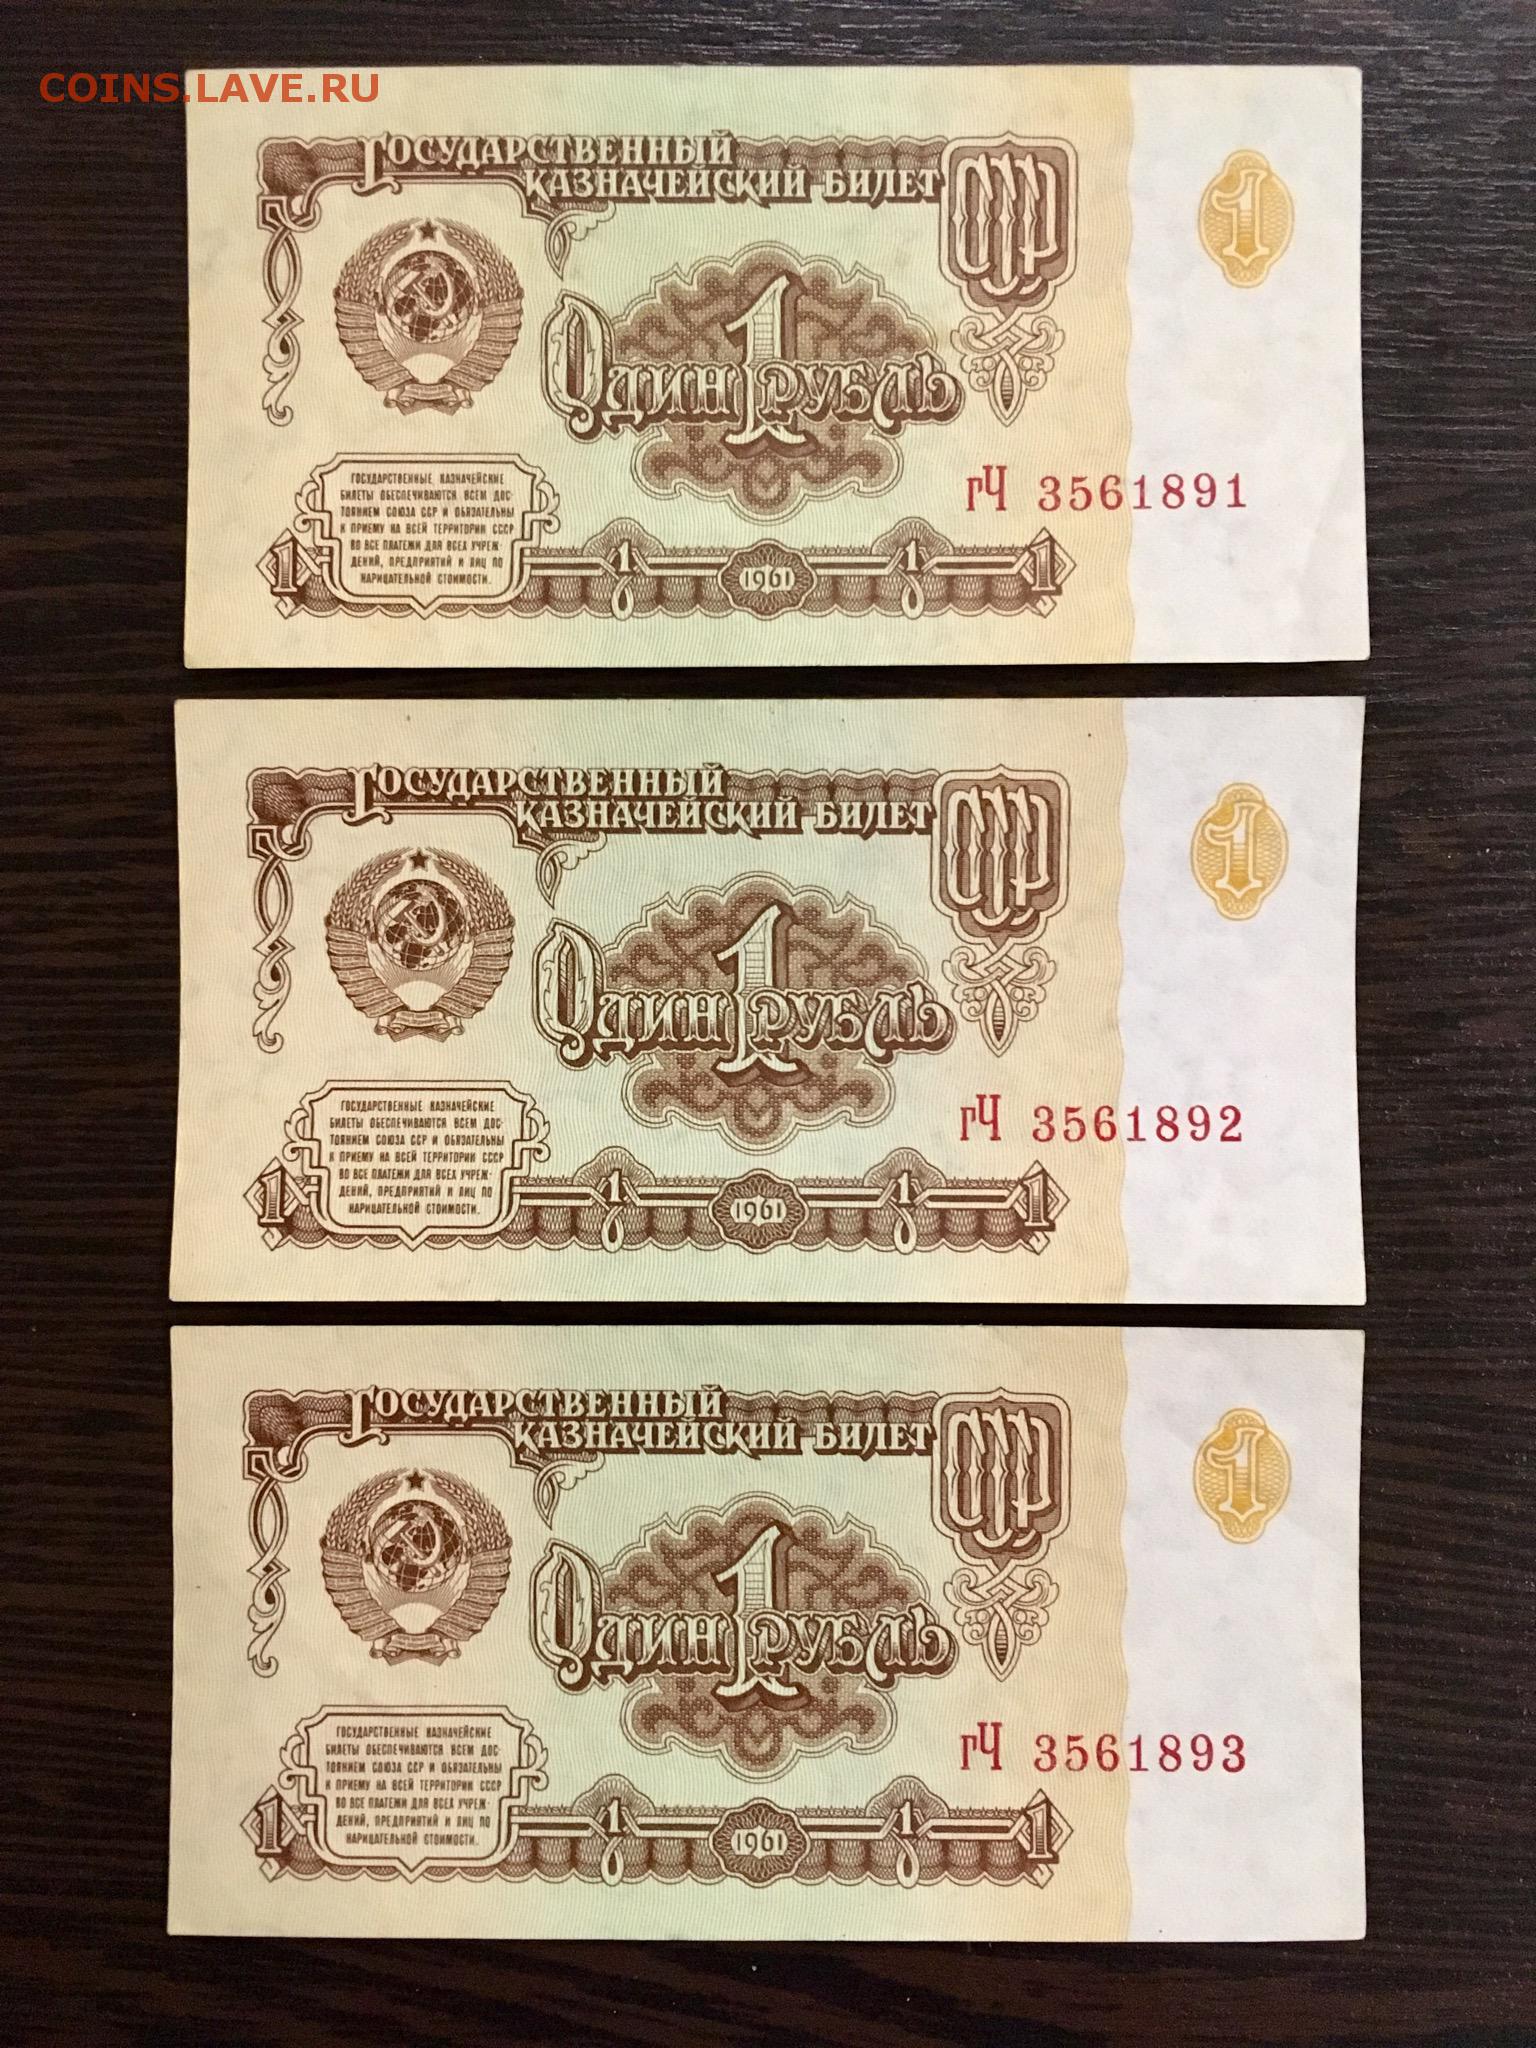 COINS.LAVE.RU
ГОСУДАРСТВЕННЫЙ
КАЗНАЧЕЙСКИЙ БИЛЕТ
СССР
1
1
ОДИН РУБЛЬ
гЧ 3561891
ГОСУДАРСТВЕННЫЕ КАЗНАЧЕЙСКИЕ
БИЛЕТЫ ОБЕСПЕЧИВАЮТСЯ ВСЕМ ДОС-
ТОЯНИЕМ СОЮЗА ССР И ОБЯЗАТЕЛЬНЫ
К ПРИЕМУ НА ВСЕЙ ТЕРРИТОРИИ СССР
ВО ВСЕ ПЛАТЕЖИ ДЛЯ ВСЕХ УЧРЕЖ-
ДЕНИЙ, ПРЕДПРИЯТИЙ И ЛИЦ ПО
НАРИЦАТЕЛЬНОЙ СТОИМОСТИ.
1 1 1961 1 1
ГОСУДАРСТВЕННЫЙ
КАЗНАЧЕЙСКИЙ БИЛЕТ
СССР
1
1
ОДИН РУБЛЬ
гЧ 3561892
ГОСУДАРСТВЕННЫЕ КАЗНАЧЕЙСКИЕ
БИЛЕТЫ ОБЕСПЕЧИВАЮТСЯ ВСЕМ ДОС-
ТОЯНИЕМ СОЮЗА ССР И ОБЯЗАТЕЛЬНЫ
К ПРИЕМУ НА ВСЕЙ ТЕРРИТОРИИ СССР
ВО ВСЕ ПЛАТЕЖИ ДЛЯ ВСЕХ УЧРЕЖ-
ДЕНИЙ, ПРЕДПРИЯТИЙ И ЛИЦ ПО
НАРИЦАТЕЛЬНОЙ СТОИМОСТИ.
1 1 1961 1 1
ГОСУДАРСТВЕННЫЙ
КАЗНАЧЕЙСКИЙ БИЛЕТ
СССР
1
1
ОДИН РУБЛЬ
гЧ 3561893
ГОСУДАРСТВЕННЫЕ КАЗНАЧЕЙСКИЕ
БИЛЕТЫ ОБЕСПЕЧИВАЮТСЯ ВСЕМ ДОС-
ТОЯНИЕМ СОЮЗА ССР И ОБЯЗАТЕЛЬНЫ
К ПРИЕМУ НА ВСЕЙ ТЕРРИТОРИИ СССР
ВО ВСЕ ПЛАТЕЖИ ДЛЯ ВСЕХ УЧРЕЖ-
ДЕНИЙ, ПРЕДПРИЯТИЙ И ЛИЦ ПО
НАРИЦАТЕЛЬНОЙ СТОИМОСТИ.
1 1 1961 1 1